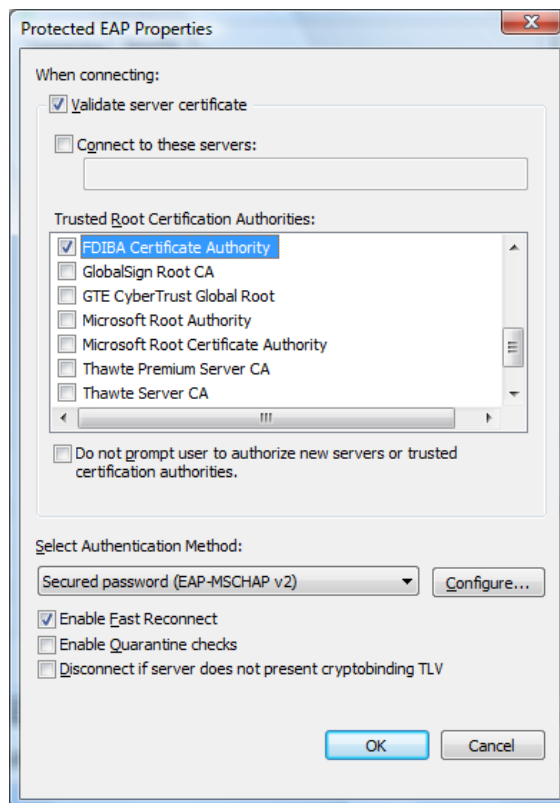 Protected EAP Properties
When connecting:
Validate server certificate
Connect to these servers:
Trusted Root Certification Authorities:
FDIBA Certificate Authority
GlobalSign Root CA
GTE CyberTrust Global Root
Microsoft Root Authority
Microsoft Root Certificate Authority
Thawte Premium Server CA
Thawte Server CA
Do not prompt user to authorize new servers or trusted
certification authorities.
Select Authentication Method:
Secured password (EAP-MSCHAP v2)
Configure...
Enable Fast Reconnect
Enable Quarantine checks
Disconnect if server does not present cryptobinding TLV
OK
Cancel